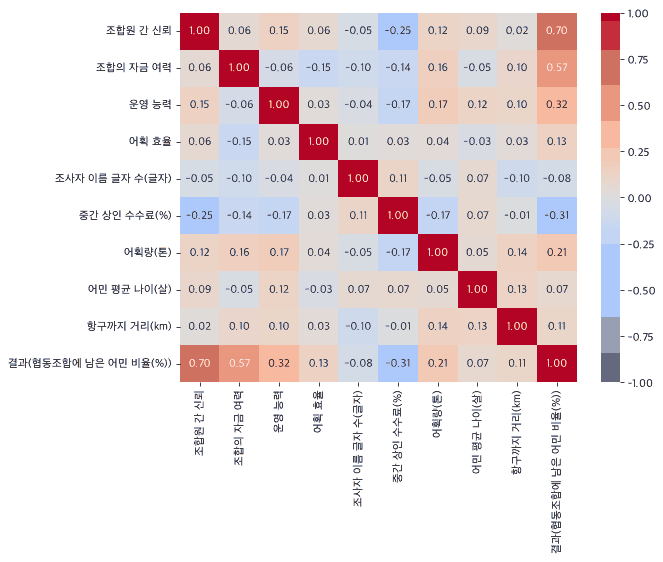 조합원 간 신뢰 1.00 0.06 0.15 0.06 -0.05 -0.25 0.12 0.09 0.02 0.70
조합의 자금 여력 0.06 1.00 -0.06 -0.15 -0.10 -0.14 0.16 -0.05 0.10 0.57
운영 능력 0.15 -0.06 1.00 0.03 -0.04 -0.17 0.17 0.12 0.10 0.32
어획 효율 0.06 -0.15 0.03 1.00 0.01 0.03 0.04 -0.03 0.03 0.13
조사자 이름 글자 수(글자) -0.05 -0.10 -0.04 0.01 1.00 0.11 -0.05 0.07 -0.10 -0.08
중간 상인 수수료(%) -0.25 -0.14 -0.17 0.03 0.11 1.00 -0.17 0.07 -0.01 -0.31
어획량(톤) 0.12 0.16 0.17 0.04 -0.05 -0.17 1.00 0.05 0.14 0.21
어민 평균 나이(살) 0.09 -0.05 0.12 -0.03 0.07 0.07 0.05 1.00 0.13 0.07
항구까지 거리(km) 0.02 0.10 0.10 0.03 -0.10 -0.01 0.14 0.13 1.00 0.11
결과(협동조합에 남은 어민 비율(%)) 0.70 0.57 0.32 0.13 -0.08 -0.31 0.21 0.07 0.11 1.00
조합원 간 신뢰
조합의 자금 여력
운영 능력
어획 효율
조사자 이름 글자 수(글자)
중간 상인 수수료(%)
어획량(톤)
어민 평균 나이(살)
항구까지 거리(km)
결과(협동조합에 남은 어민 비율(%))
1.00
0.75
0.50
0.25
0.00
-0.25
-0.50
-0.75
-1.00